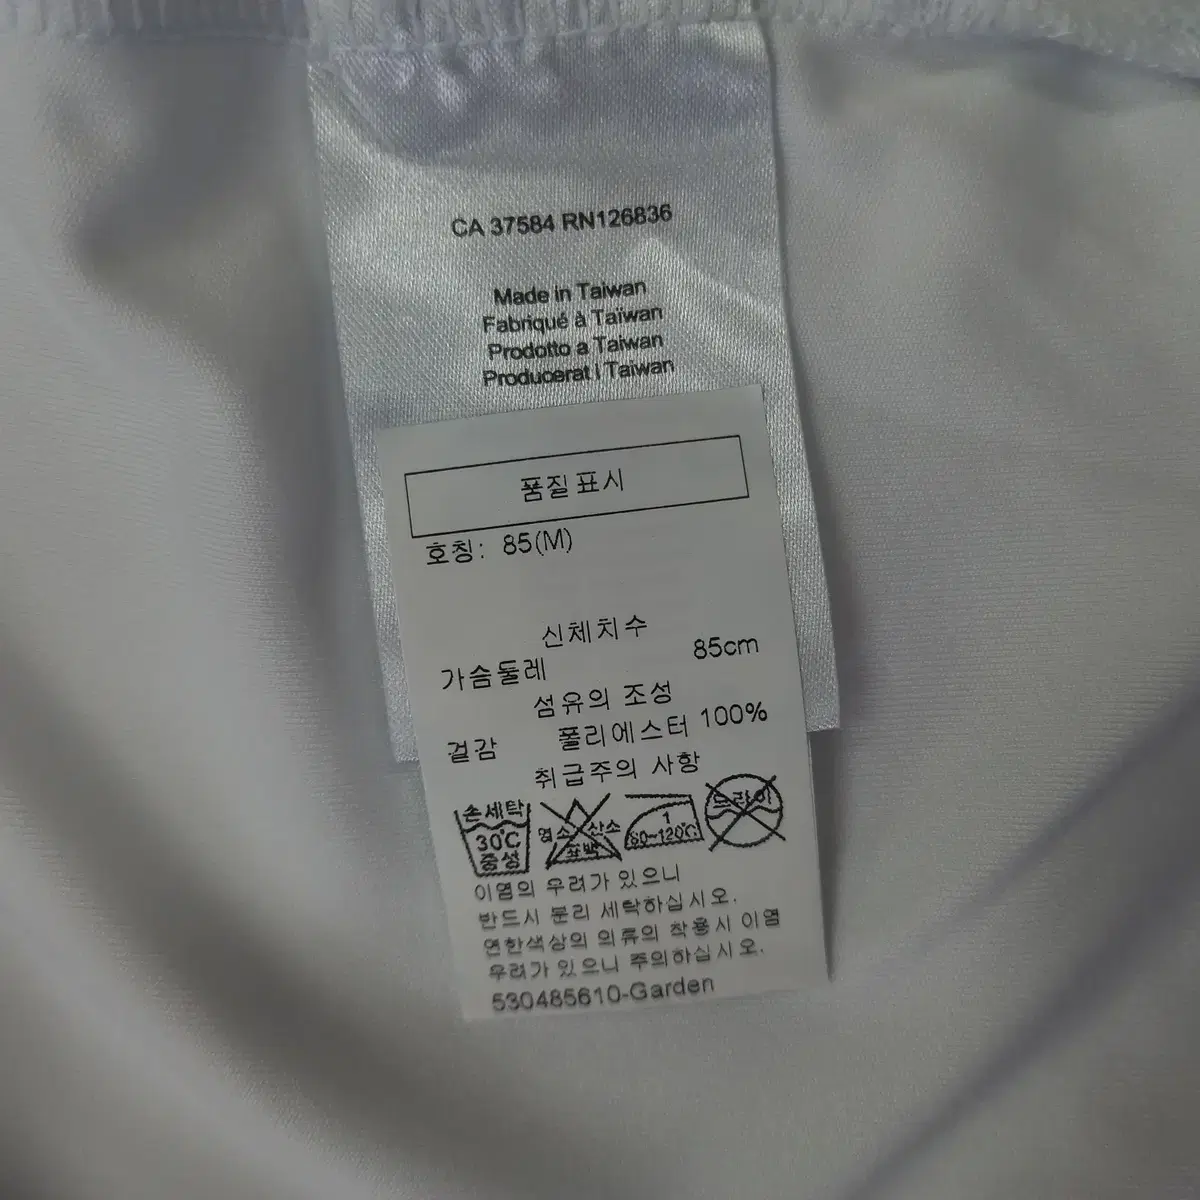 CA 37584 RN126836
Made in Taiwan
Fabriqué à Taïwan
Prodotto a Taiwan
Producerat i Taiwan
품질표시
호칭: 85(M)
신체치수
가슴둘레 85cm
섬유의 조성
겉감 폴리에스터 100%
취급주의 사항
손세탁 30℃ 중성
염소 산소 표백
1 80~120℃
드라이
이염의 우려가 있으니
반드시 분리 세탁하십시오.
연한색상의 의류의 착용시 이염
우려가 있으니 주의하십시오.
530485610-Garden